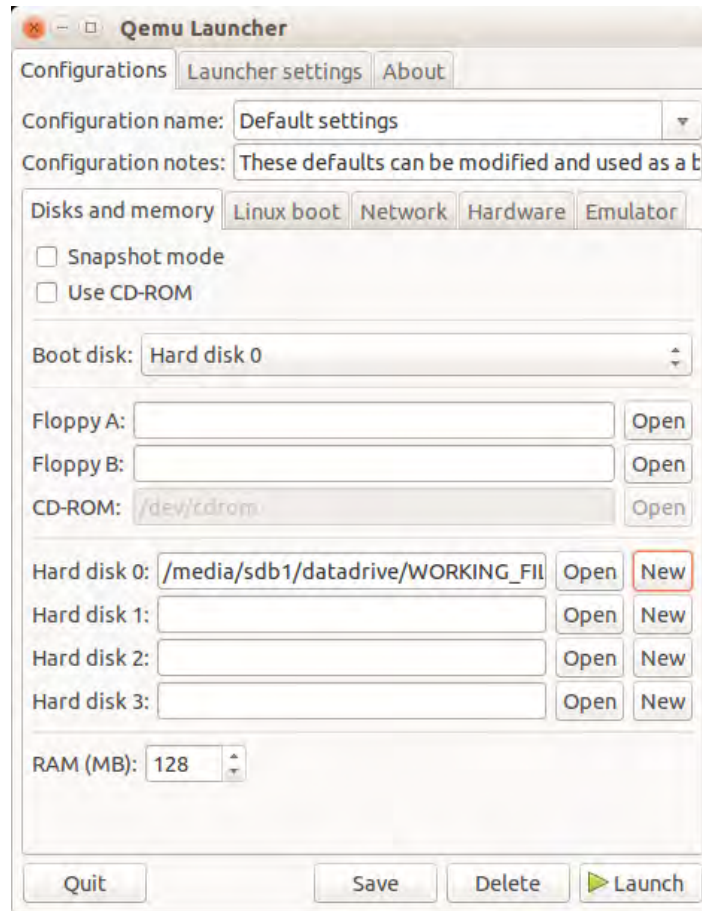 Qemu Launcher
Configurations Launcher settings About
Configuration name: Default settings
Configuration notes: These defaults can be modified and used as a b
Disks and memory Linux boot Network Hardware Emulator
Snapshot mode
Use CD-ROM
Boot disk: Hard disk 0
Floppy A: Open
Floppy B: Open
CD-ROM: /dev/cdrom Open
Hard disk 0: /media/sdb1/datadrive/WORKING_FIL Open New
Hard disk 1: Open New
Hard disk 2: Open New
Hard disk 3: Open New
RAM (MB): 128
Quit Save Delete Launch